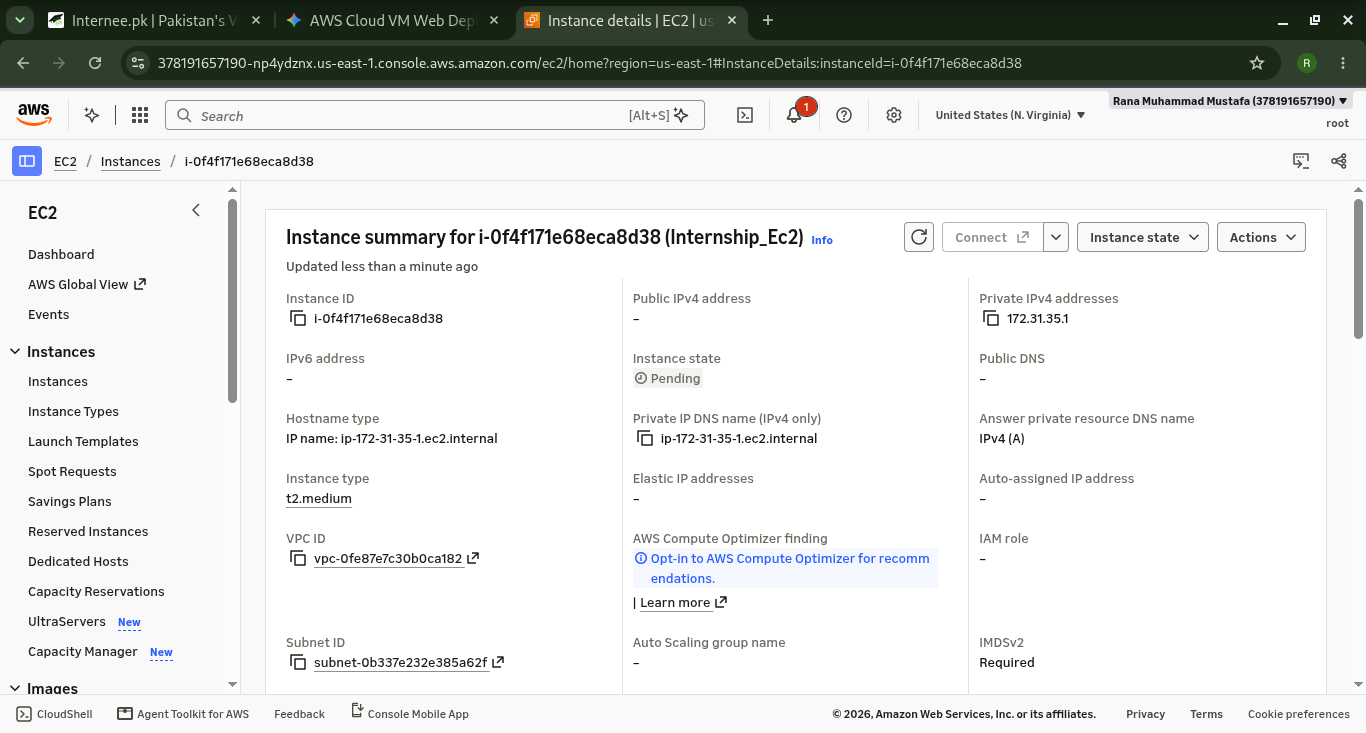 Internee.pk | Pakistan's V
AWS Cloud VM Web Dep
Instance details | EC2 | us
378191657190-np4ydznx.us-east-1.console.aws.amazon.com/ec2/home?region=us-east-1#InstanceDetails:instanceId=i-0f4f171e68eca8d38
R
aws
Search
[Alt+S]
1
United States (N. Virginia)
Rana Muhammad Mustafa (378191657190)
root
EC2 / Instances / i-0f4f171e68eca8d38
EC2
Dashboard
AWS Global View
Events
Instances
Instances
Instance Types
Launch Templates
Spot Requests
Savings Plans
Reserved Instances
Dedicated Hosts
Capacity Reservations
UltraServers New
Capacity Manager New
Images
Instance summary for i-0f4f171e68eca8d38 (Internship_Ec2) Info
Connect
Instance state
Actions
Updated less than a minute ago
Instance ID
i-0f4f171e68eca8d38
Public IPv4 address
–
Private IPv4 addresses
172.31.35.1
IPv6 address
–
Instance state
Pending
Public DNS
–
Hostname type
IP name: ip-172-31-35-1.ec2.internal
Private IP DNS name (IPv4 only)
ip-172-31-35-1.ec2.internal
Answer private resource DNS name
IPv4 (A)
Instance type
t2.medium
Elastic IP addresses
–
Auto-assigned IP address
–
VPC ID
vpc-0fe87e7c30b0ca182
AWS Compute Optimizer finding
Opt-in to AWS Compute Optimizer for recomm
endations.
| Learn more
IAM role
–
Subnet ID
subnet-0b337e232e385a62f
Auto Scaling group name
–
IMDSv2
Required
CloudShell
Agent Toolkit for AWS
Feedback
Console Mobile App
© 2026, Amazon Web Services, Inc. or its affiliates.
Privacy
Terms
Cookie preferences